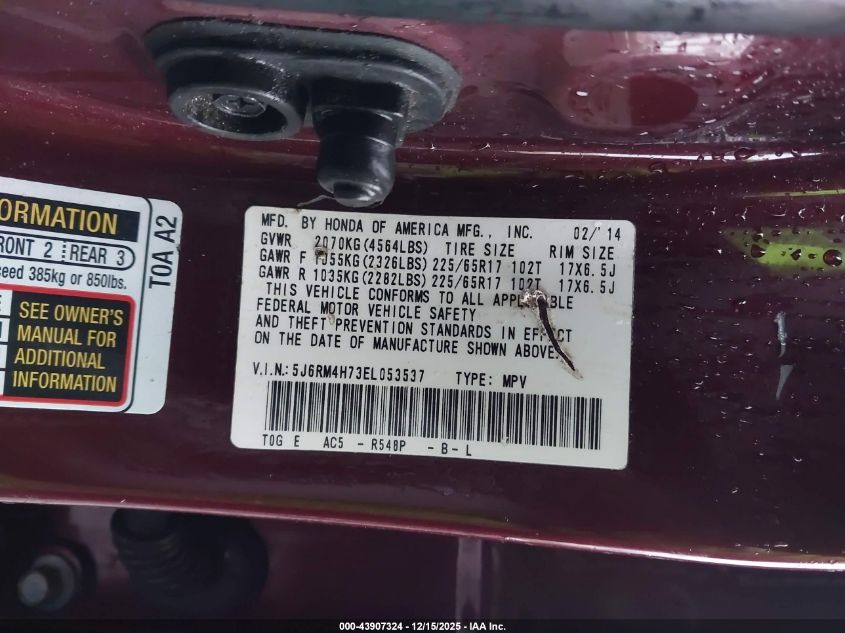 ORMATION
FRONT 2 REAR 3
ceed 385kg or 850lbs.
SEE OWNER'S
MANUAL FOR
ADDITIONAL
INFORMATION
TOA A2
MFD. BY HONDA OF AMERICA MFG., INC. 02/'14
GVWR 2070KG(4564LBS) TIRE SIZE RIM SIZE
GAWR F 1055KG(2326LBS) 225/65R17 102T 17X6.5J
GAWR R 1035KG(2282LBS) 225/65R17 102T 17X6.5J
THIS VEHICLE CONFORMS TO ALL APPLICABLE
FEDERAL MOTOR VEHICLE SAFETY
AND THEFT PREVENTION STANDARDS IN EFFECT
ON THE DATE OF MANUFACTURE SHOWN ABOVE.
V.I.N.: 5J6RM4H73EL053537 TYPE: MPV
TOG E AC5 - R548P - B - L
000-43907324 - 12/15/2025 - IAA Inc.